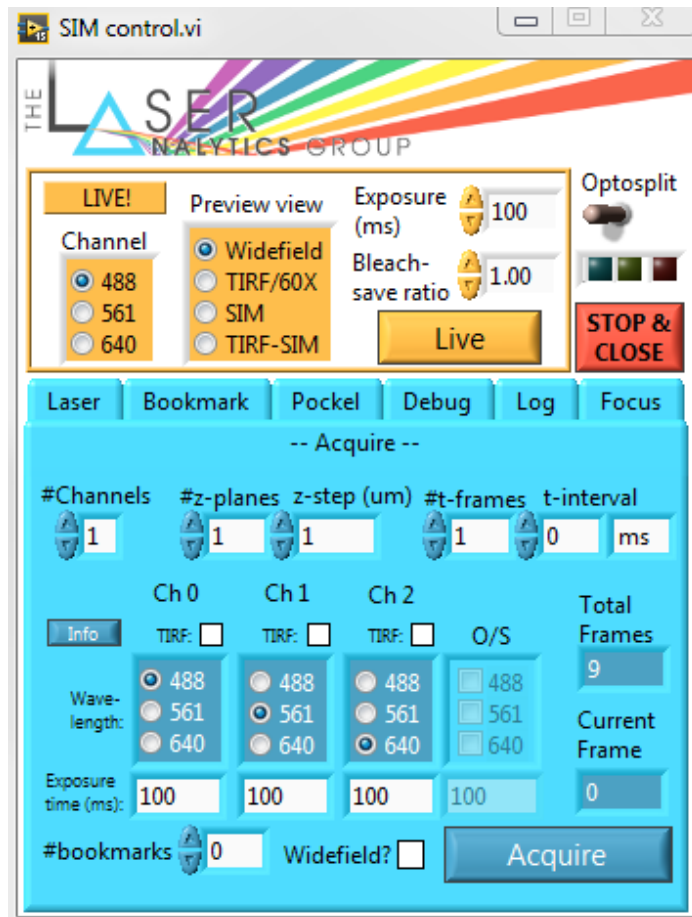 SIM control.vi
THE LASER
ANALYTICS GROUP
LIVE!
Channel
488
561
640
Preview view
Widefield
TIRF/60X
SIM
TIRF-SIM
Exposure
(ms)
100
Bleach-
save ratio
1.00
Live
Optosplit
STOP &
CLOSE
Laser Bookmark Pockel Debug Log Focus
-- Acquire --
#Channels #z-planes z-step (um) #t-frames t-interval
1 1 1 1 0 ms
Ch 0 Ch 1 Ch 2
Info TIRF: TIRF: TIRF: O/S
Wave-
length:
488 488 488 488
561 561 561 561
640 640 640 640
Total
Frames
9
Current
Frame
0
Exposure
time (ms): 100 100 100 100
#bookmarks 0 Widefield? Acquire